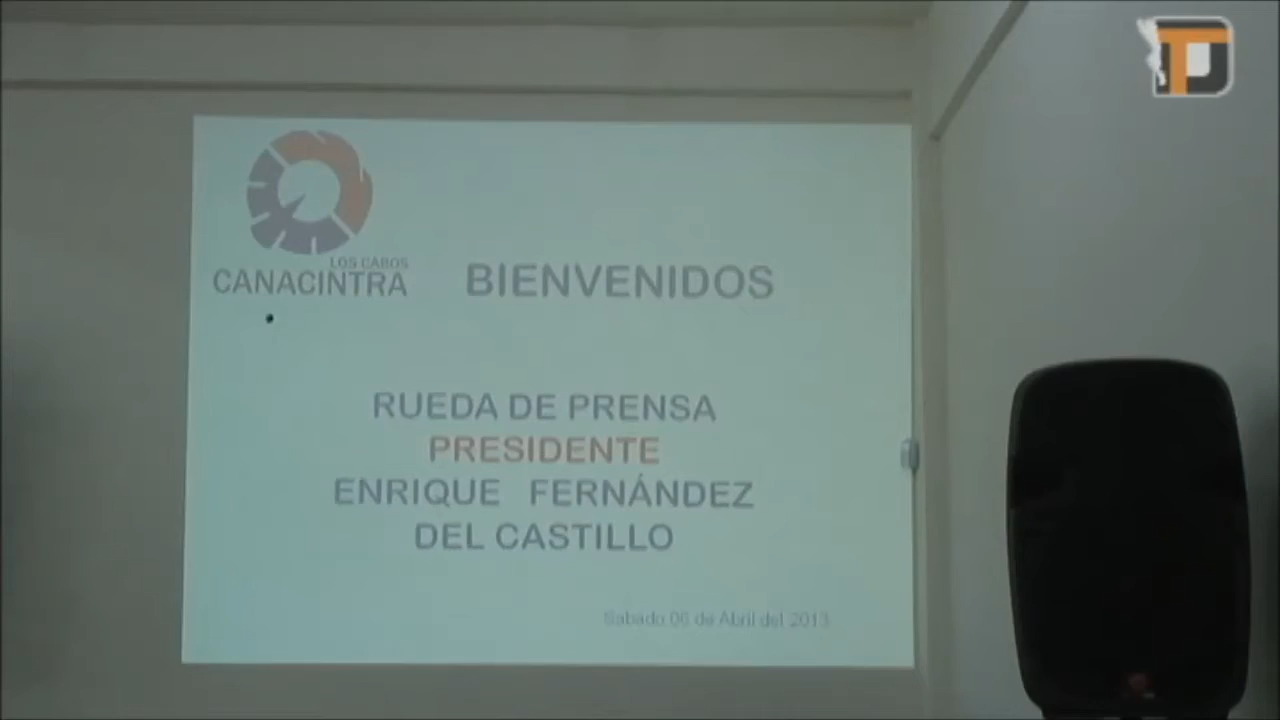 LOS CABOS
CANACINTRA
BIENVENIDOS
RUEDA DE PRENSA
PRESIDENTE
ENRIQUE FERNÁNDEZ
DEL CASTILLO
Sabado 06 de Abril del 2013